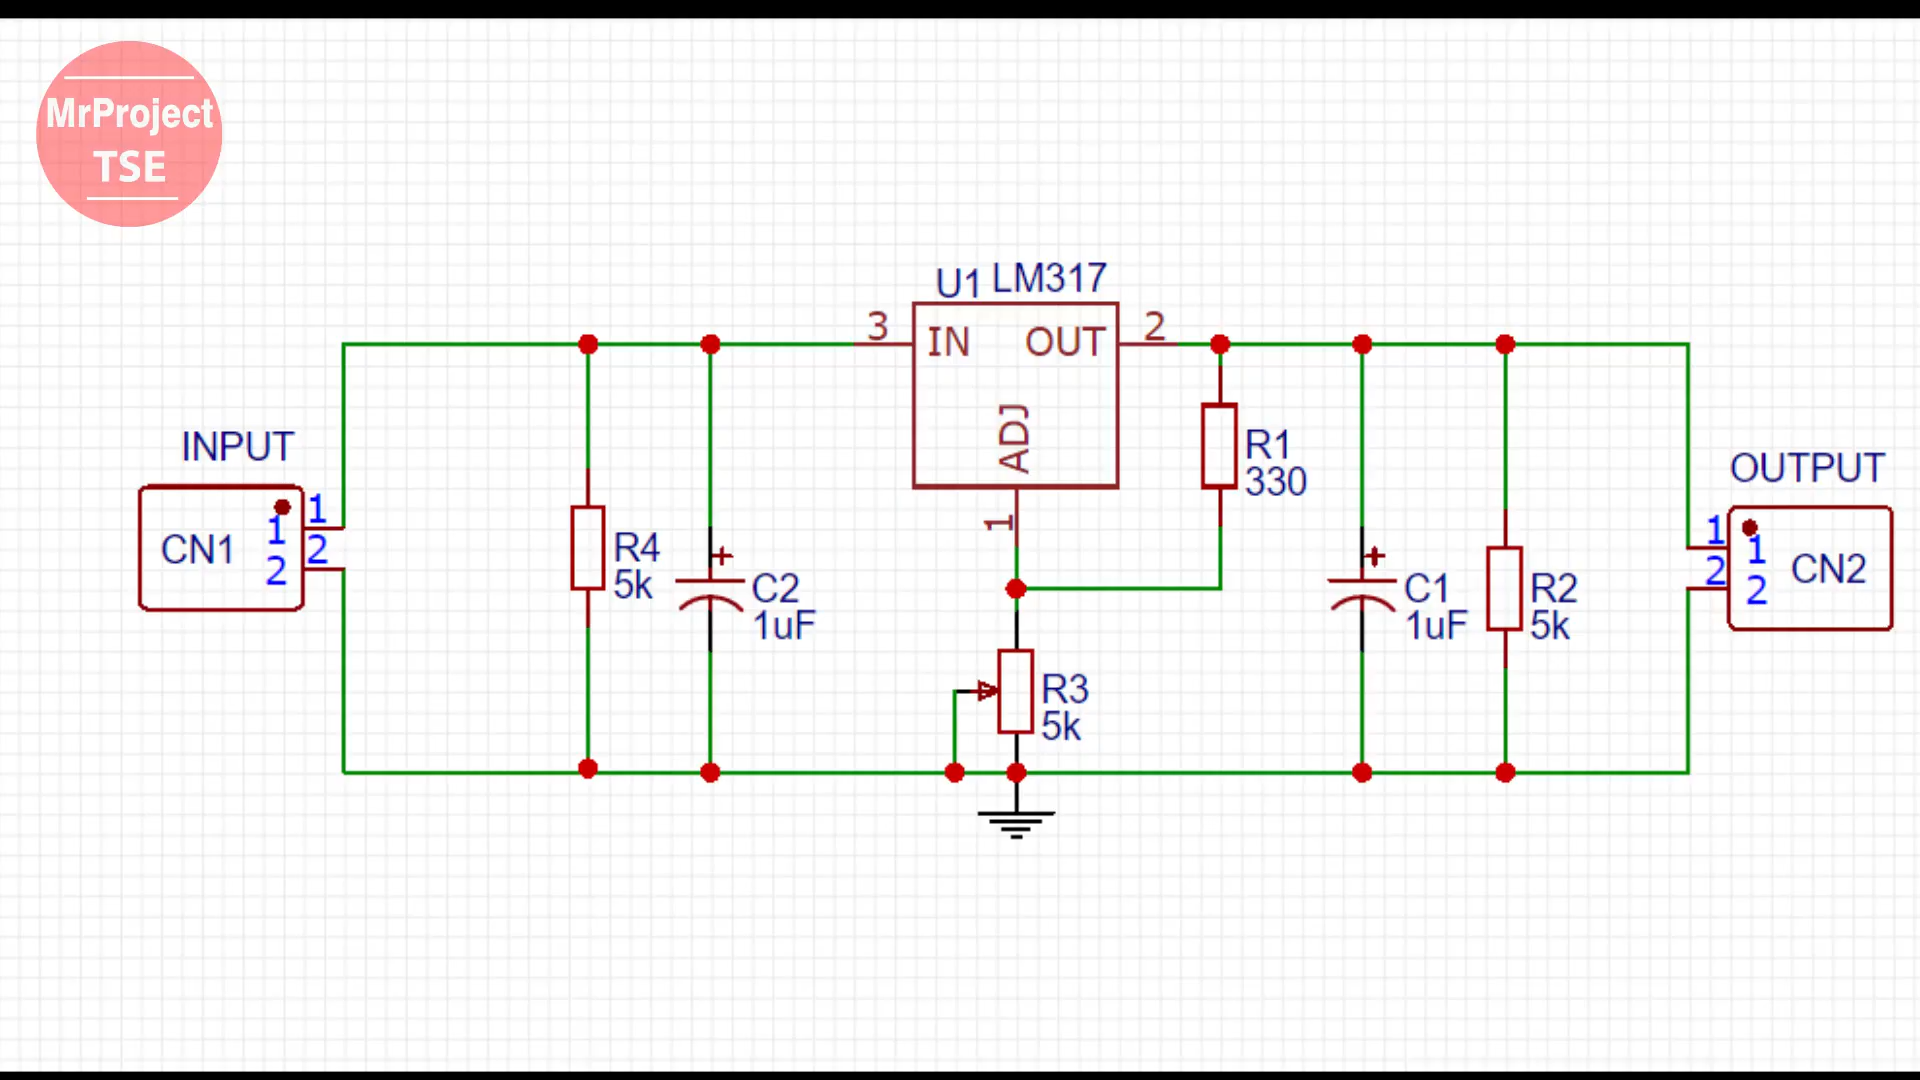 MrProject
TSE
U1 LM317
3
IN
OUT
2
ADJ
1
INPUT
CN1
1
1
2
2
R4
5k
C2
1uF
R1
330
R3
5k
C1
1uF
R2
5k
OUTPUT
1
1
2
2
CN2